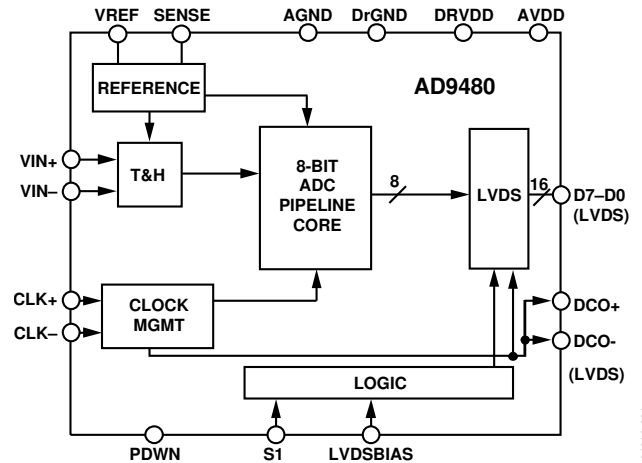 VREF SENSE AGND DrGND DRVDD AVDD
REFERENCE
AD9480
VIN+
VIN–
T&H
8-BIT
ADC
PIPELINE
CORE
8
LVDS
16
D7–D0
(LVDS)
CLK+
CLK–
CLOCK
MGMT
DCO+
DCO-
(LVDS)
LOGIC
PDWN S1 LVDSBIAS